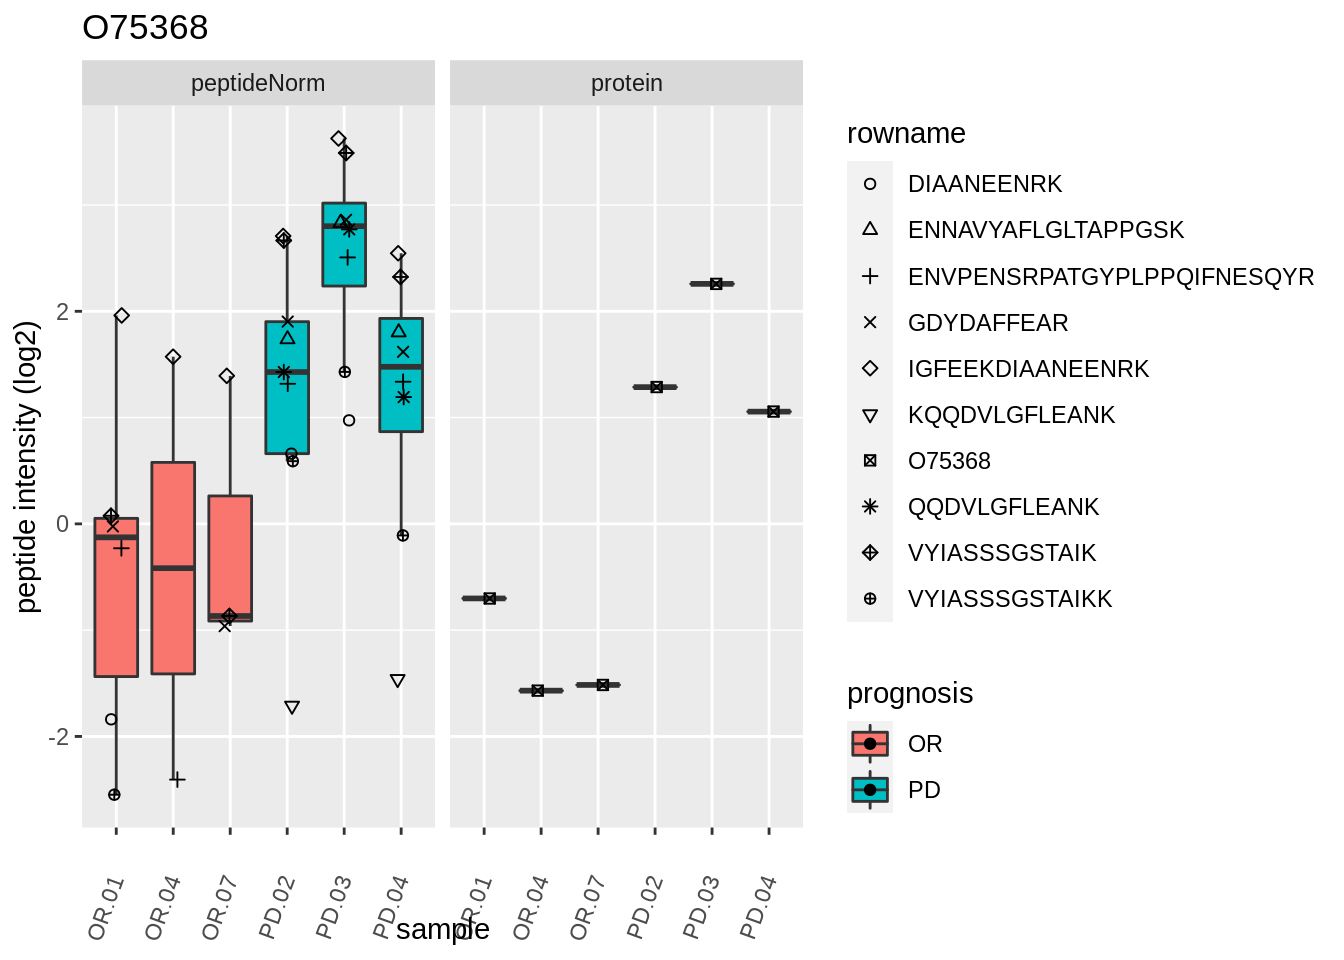 O75368
peptideNorm
protein
peptide intensity (log2)
2
0
-2
OR.01
OR.04
OR.07
PD.02
PD.03
PD.04
OR.01
OR.04
OR.07
PD.02
PD.03
PD.04
sample
rowname
DIAANEENRK
ENNAVYAFLGLTAPPGSK
ENVPENSRPATGYPLPPQIFNESQYR
GDYDAFFEAR
IGFEEKDIAANEENRK
KQQDVLGFLEANK
O75368
QQDVLGFLEANK
VYIASSSGSTAIK
VYIASSSGSTAIKK
prognosis
OR
PD